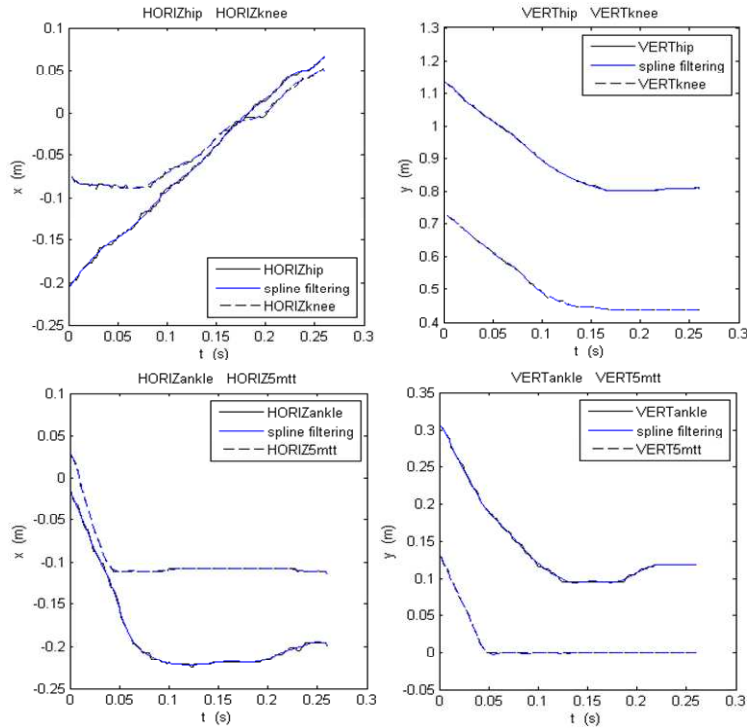 HORIZhip HORIZknee
0.1
0.05
0
-0.05
-0.1
-0.15
-0.2
-0.25
x (m)
HORIZhip
spline filtering
HORIZknee
0 0.05 0.1 0.15 0.2 0.25 0.3
t (s)
VERThip VERTknee
1.3
1.2
1.1
1
0.9
0.8
0.7
0.6
0.5
0.4
y (m)
VERThip
spline filtering
VERTknee
0 0.05 0.1 0.15 0.2 0.25 0.3
t (s)
HORIZankle HORIZ5mtt
0.1
0.05
0
-0.05
-0.1
-0.15
-0.2
-0.25
x (m)
HORIZankle
spline filtering
HORIZ5mtt
0 0.05 0.1 0.15 0.2 0.25 0.3
t (s)
VERTankle VERT5mtt
0.35
0.3
0.25
0.2
0.15
0.1
0.05
0
-0.05
y (m)
VERTankle
spline filtering
VERT5mtt
0 0.05 0.1 0.15 0.2 0.25 0.3
t (s)